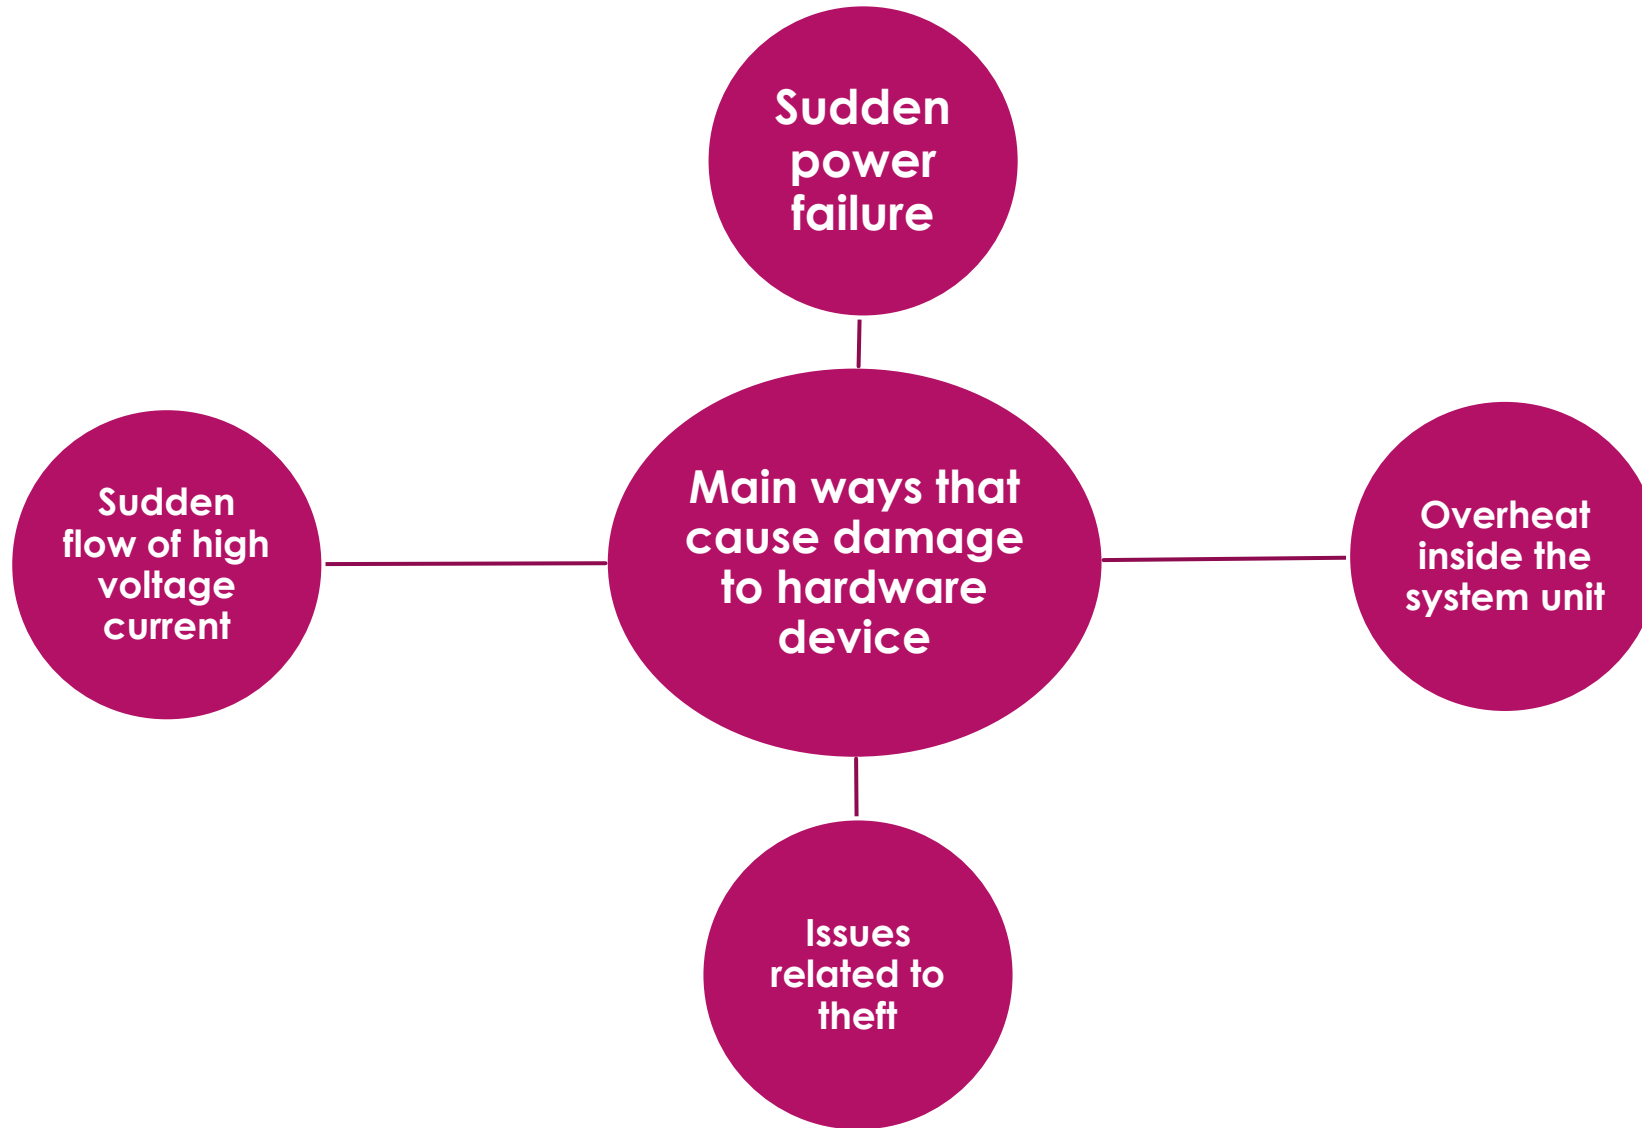 Sudden
power
failure
Sudden
flow of high
voltage
current
Main ways that
cause damage
to hardware
device
Overheat
inside the
system unit
Issues
related to
theft